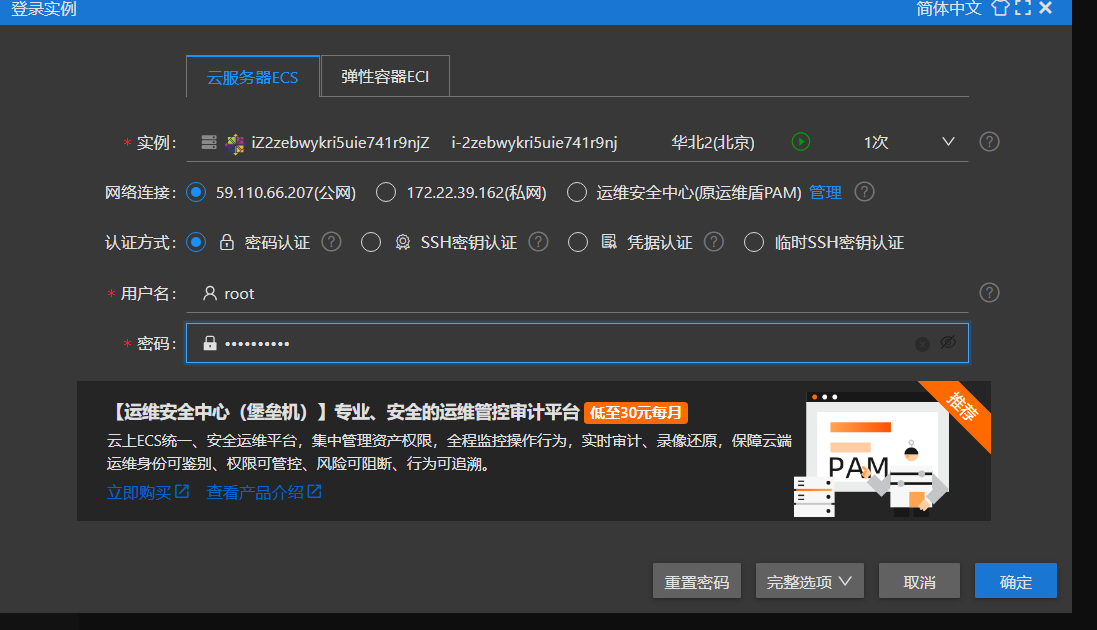 登录实例 简体中文
云服务器ECS 弹性容器ECI
* 实例: iZ2zebwykri5uie741r9njZ i-2zebwykri5uie741r9nj 华北2(北京) 1次 ?
网络连接: 59.110.66.207(公网) 172.22.39.162(私网) 运维安全中心(原运维盾PAM) 管理 ?
认证方式: 密码认证 ? SSH密钥认证 ? 凭据认证 ? 临时SSH密钥认证
* 用户名: root ?
* 密码: ••••••••••
【运维安全中心（堡垒机）】专业、安全的运维管控审计平台 低至30元每月
推荐
云上ECS统一、安全运维平台，集中管理资产权限，全程监控操作行为，实时审计、录像还原，保障云端
运维身份可鉴别、权限可管控、风险可阻断、行为可追溯。
PAM
立即购买 查看产品介绍
重置密码 完整选项 取消 确定